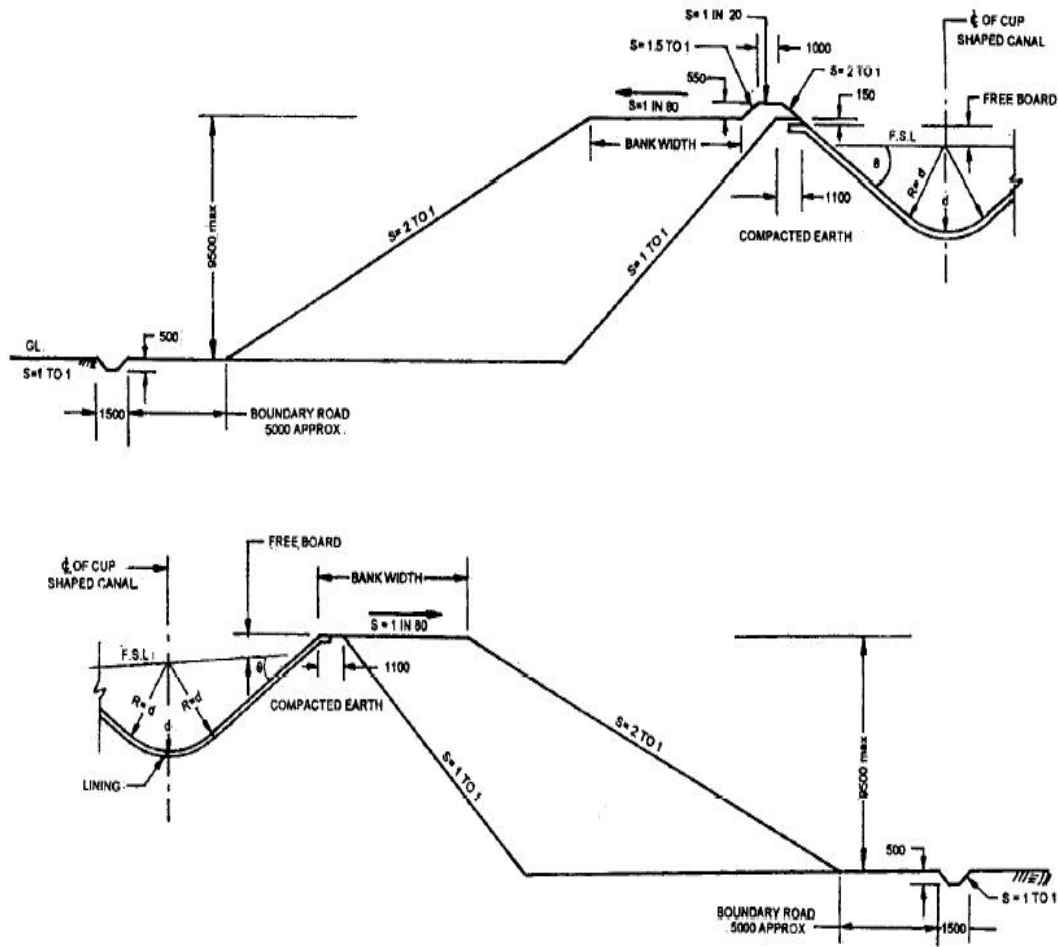 S= 1 IN 20
℄ OF CUP
SHAPED CANAL
S= 1.5 TO 1
1000
S= 2 TO 1
550
150
FREE BOARD
S=1 IN 80
F.S.L
BANK WIDTH
θ
R= d
d
9500 max
S= 2 TO 1
1100
COMPACTED EARTH
S= 1 TO 1
GL.
500
S=1 TO 1
1500
BOUNDARY ROAD
5000 APPROX.
FREE BOARD
℄ OF CUP
SHAPED CANAL
BANK WIDTH
S = 1 IN 80
F.S.L
θ
1100
R= d
R=d
d
COMPACTED EARTH
S= 2 TO 1
9500 max
LINING
S= 1 TO 1
500
S = 1 TO 1
BOUNDARY ROAD
5000 APPROX
1500